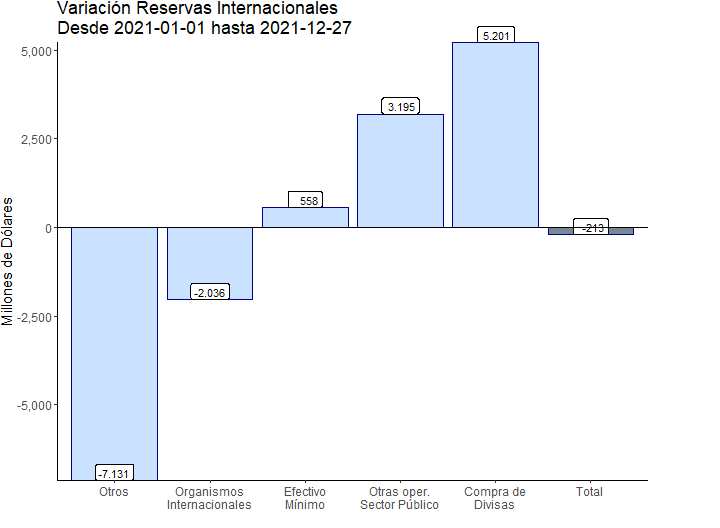 Variación Reservas Internacionales
Desde 2021-01-01 hasta 2021-12-27
Millones de Dólares
5,000
2,500
0
-2,500
-5,000
-7.131
-2.036
558
3.195
5.201
-213
Otros
Organismos
Internacionales
Efectivo
Mínimo
Otras oper.
Sector Público
Compra de
Divisas
Total